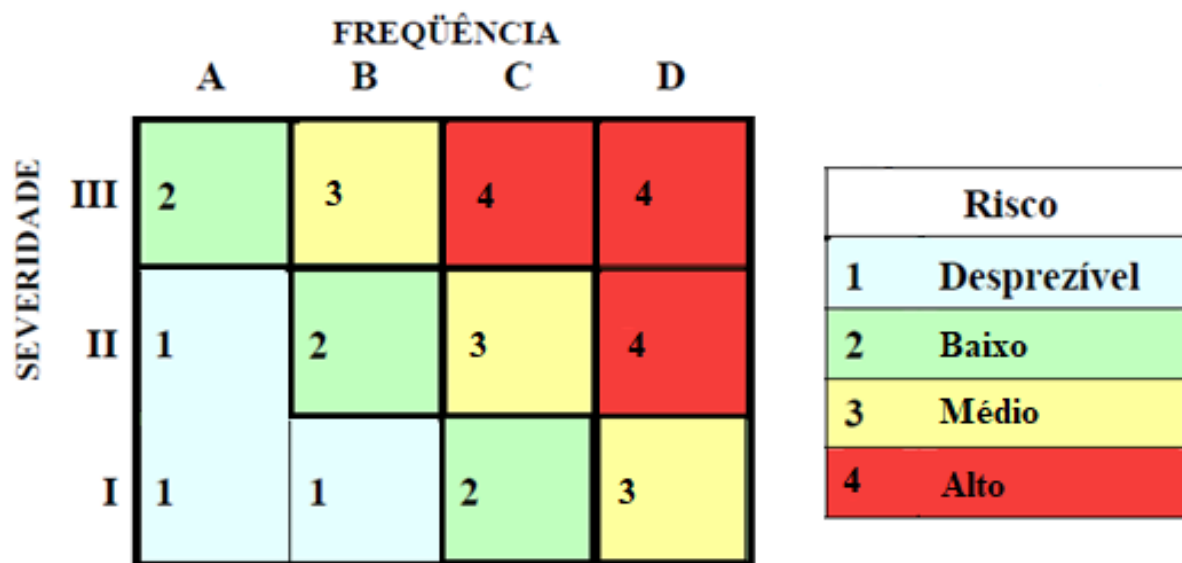 FREQÜÊNCIA
A B C D
SEVERIDADE
III 2 3 4 4
II 1 2 3 4
I 1 1 2 3
Risco
1 Desprezível
2 Baixo
3 Médio
4 Alto